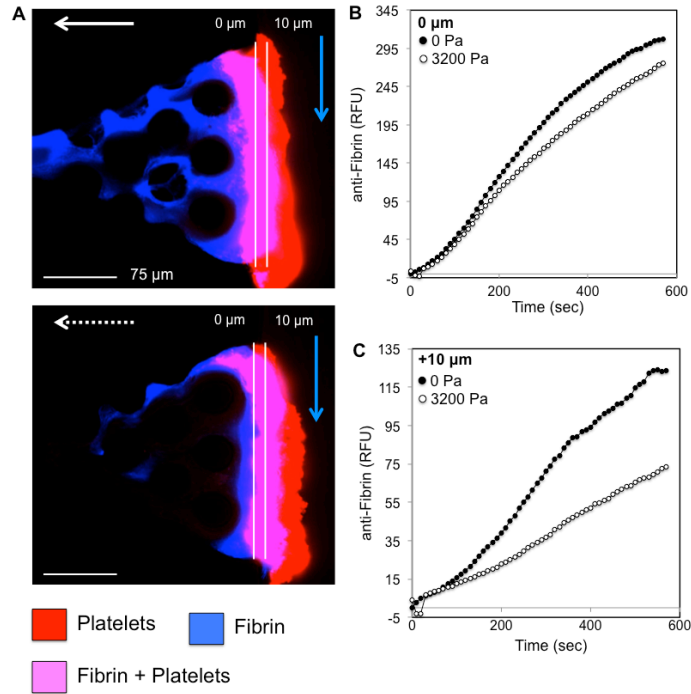 A
0 µm 10 µm
75 µm
0 µm 10 µm
Platelets
Fibrin
Fibrin + Platelets
B
0 µm
0 Pa
3200 Pa
anti-Fibrin (RFU)
345
295
245
195
145
95
45
-5
0 200 400 600
Time (sec)
C
+10 µm
0 Pa
3200 Pa
anti-Fibrin (RFU)
135
115
95
75
55
35
15
-5
0 200 400 600
Time (sec)